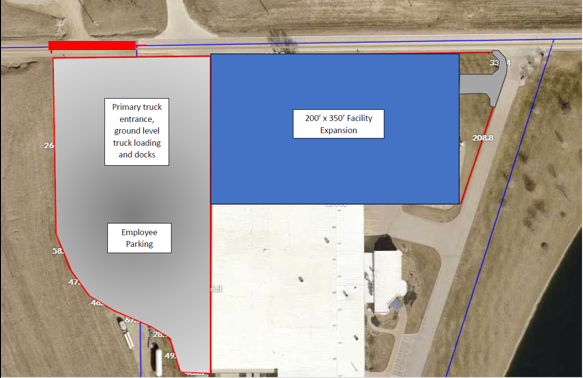 Primary truck
entrance,
ground level
truck loading
and docks
200' x 350' Facility
Expansion
208.8
Employee
Parking